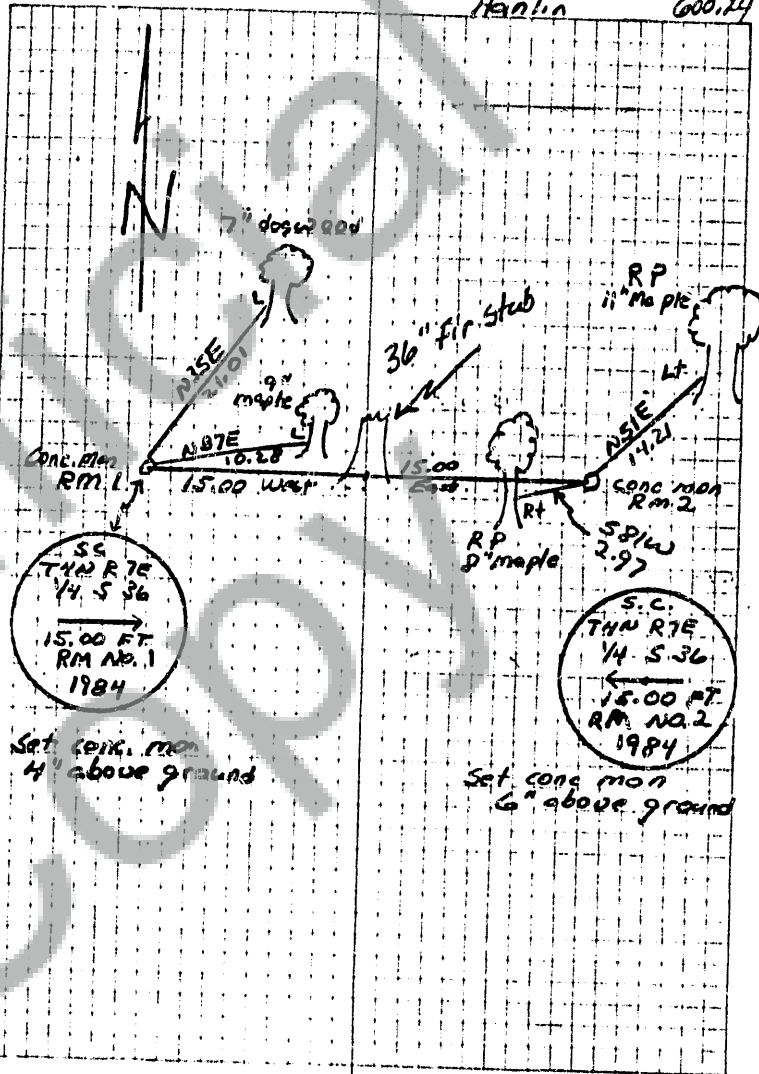 Hanlin 600.24
N
7" dogwood
L
N35E
21.01
9"
maple
L
N87E
10.28
36" fir stub
RP
11" Maple
Lt
N51E
14.21
Conc. mon
RM 1
15.00 West
15.00
East
conc mon
RM 2
Rt
RP
8" maple
S81W
2.97
S.C.
T4N R7E
1/4 S 36
15.00 FT.
RM NO. 1
1984
Set conc. mon
4" above ground
S.C.
T4N R7E
1/4 S 36
15.00 FT.
RM NO. 2
1984
Set conc mon
6" above ground
Copy